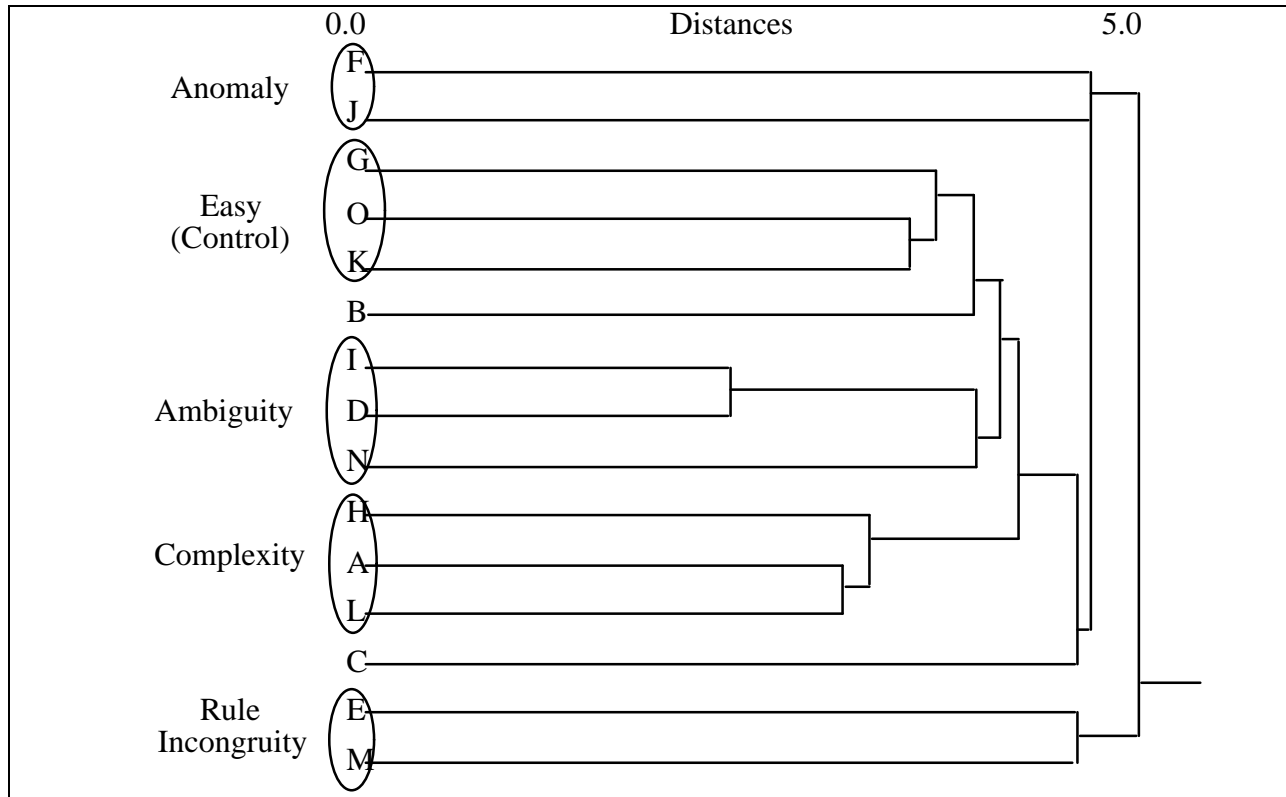 0.0 Distances 5.0
F
Anomaly
J
G
Easy
O
(Control)
K
B
I
Ambiguity
D
N
H
Complexity
A
L
C
Rule
E
Incongruity
M